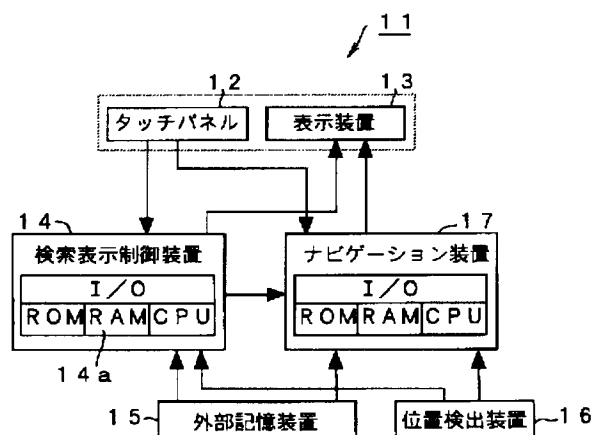 11
12
13
タッチパネル
表示装置
14
17
検索表示制御装置
ナビゲーション装置
I/O
I/O
ROM RAM CPU
ROM RAM CPU
14a
15
外部記憶装置
位置検出装置
16